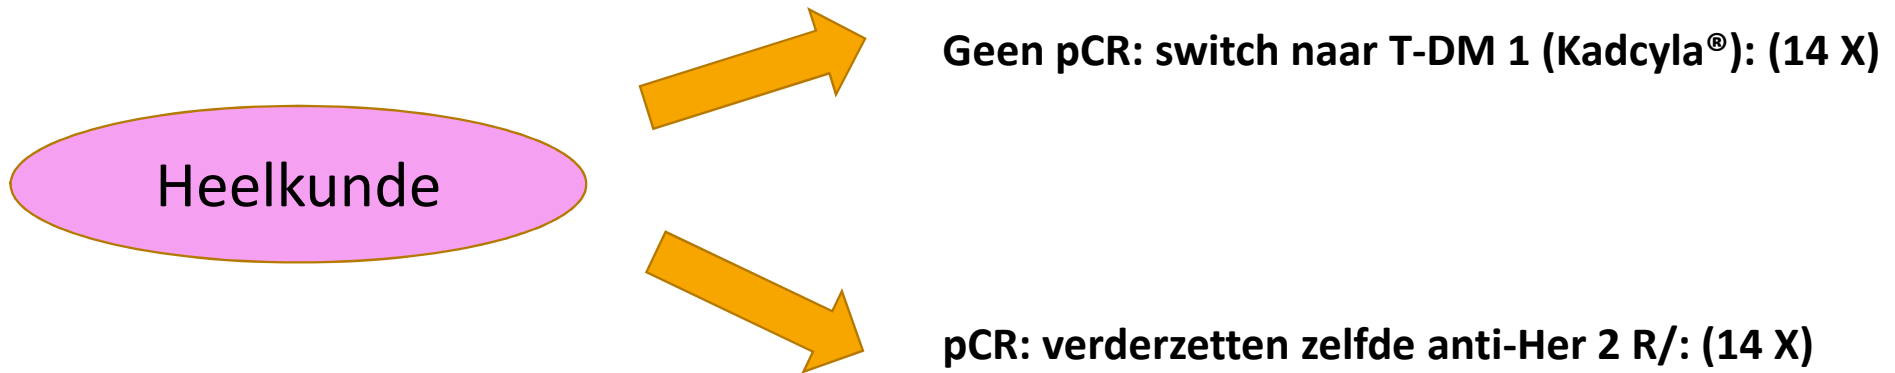 Geen pCR: switch naar T-DM 1 (Kadcyla®): (14 X)
Heelkunde
pCR: verderzetten zelfde anti-Her 2 R/: (14 X)